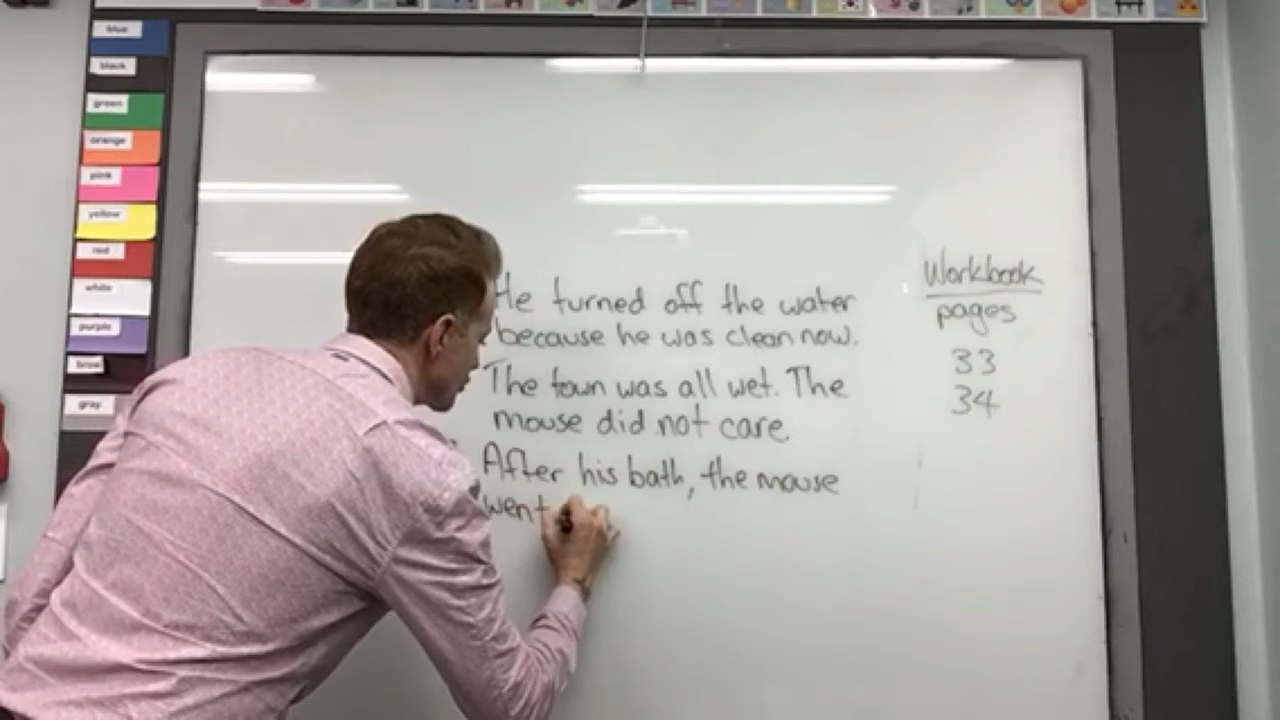 blue
black
green
orange
pink
yellow
red
white
purple
brow
gray
He turned off the water
because he was clean now.
The town was all wet. The
mouse did not care.
After his bath, the mouse
went
Workbook
pages
33
34